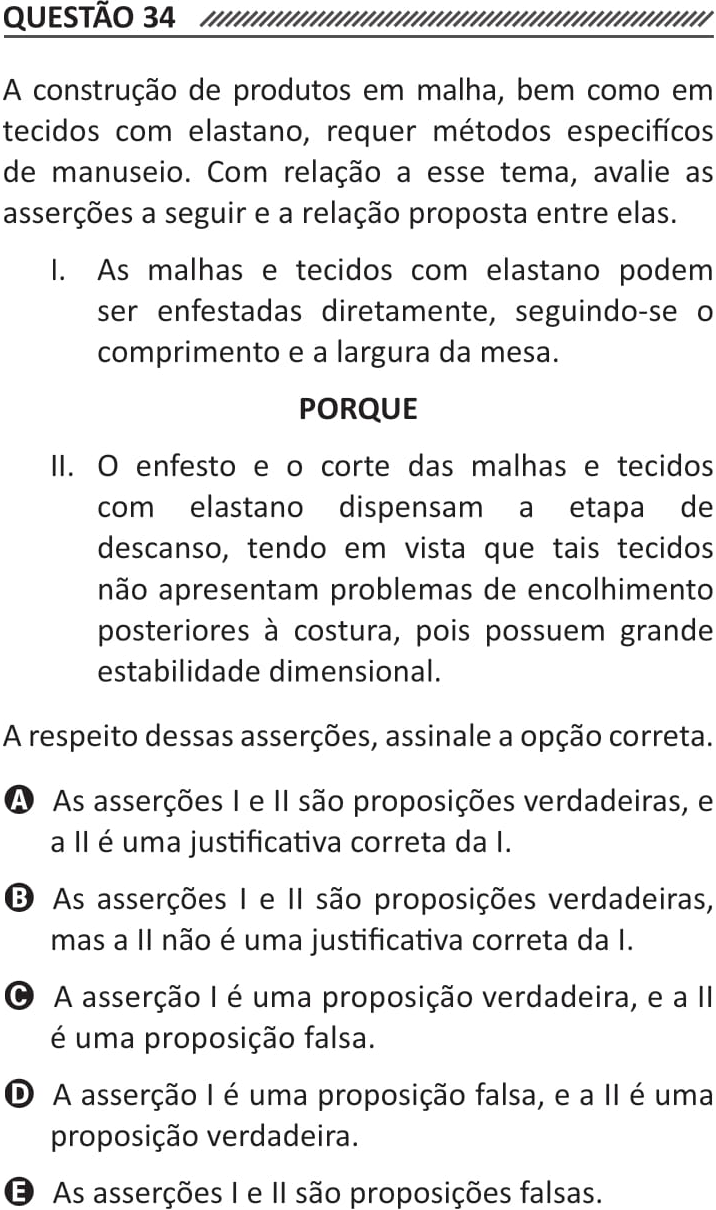 QUESTÃO 34
A construção de produtos em malha, bem como em
tecidos com elastano, requer métodos especifícos
de manuseio. Com relação a esse tema, avalie as
asserções a seguir e a relação proposta entre elas.
I. As malhas e tecidos com elastano podem
ser enfestadas diretamente, seguindo-se o
comprimento e a largura da mesa.
PORQUE
II. O enfesto e o corte das malhas e tecidos
com elastano dispensam a etapa de
descanso, tendo em vista que tais tecidos
não apresentam problemas de encolhimento
posteriores à costura, pois possuem grande
estabilidade dimensional.
A respeito dessas asserções, assinale a opção correta.
A As asserções I e II são proposições verdadeiras, e
a II é uma justificativa correta da I.
B As asserções I e II são proposições verdadeiras,
mas a II não é uma justificativa correta da I.
C A asserção I é uma proposição verdadeira, e a II
é uma proposição falsa.
D A asserção I é uma proposição falsa, e a II é uma
proposição verdadeira.
E As asserções I e II são proposições falsas.